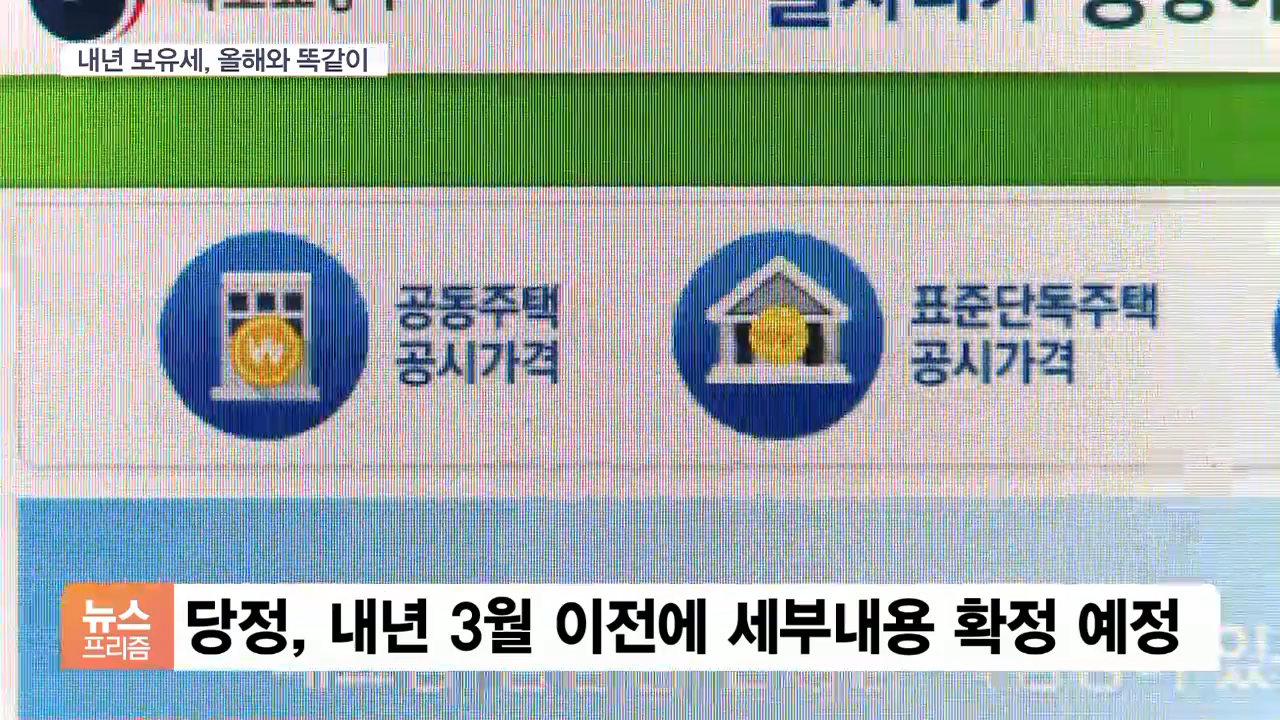 내년 보유세, 올해와 똑같이
공동주택
공시가격
표준단독주택
공시가격
뉴스
프리즘
당정, 내년 3월 이전에 세부내용 확정 예정